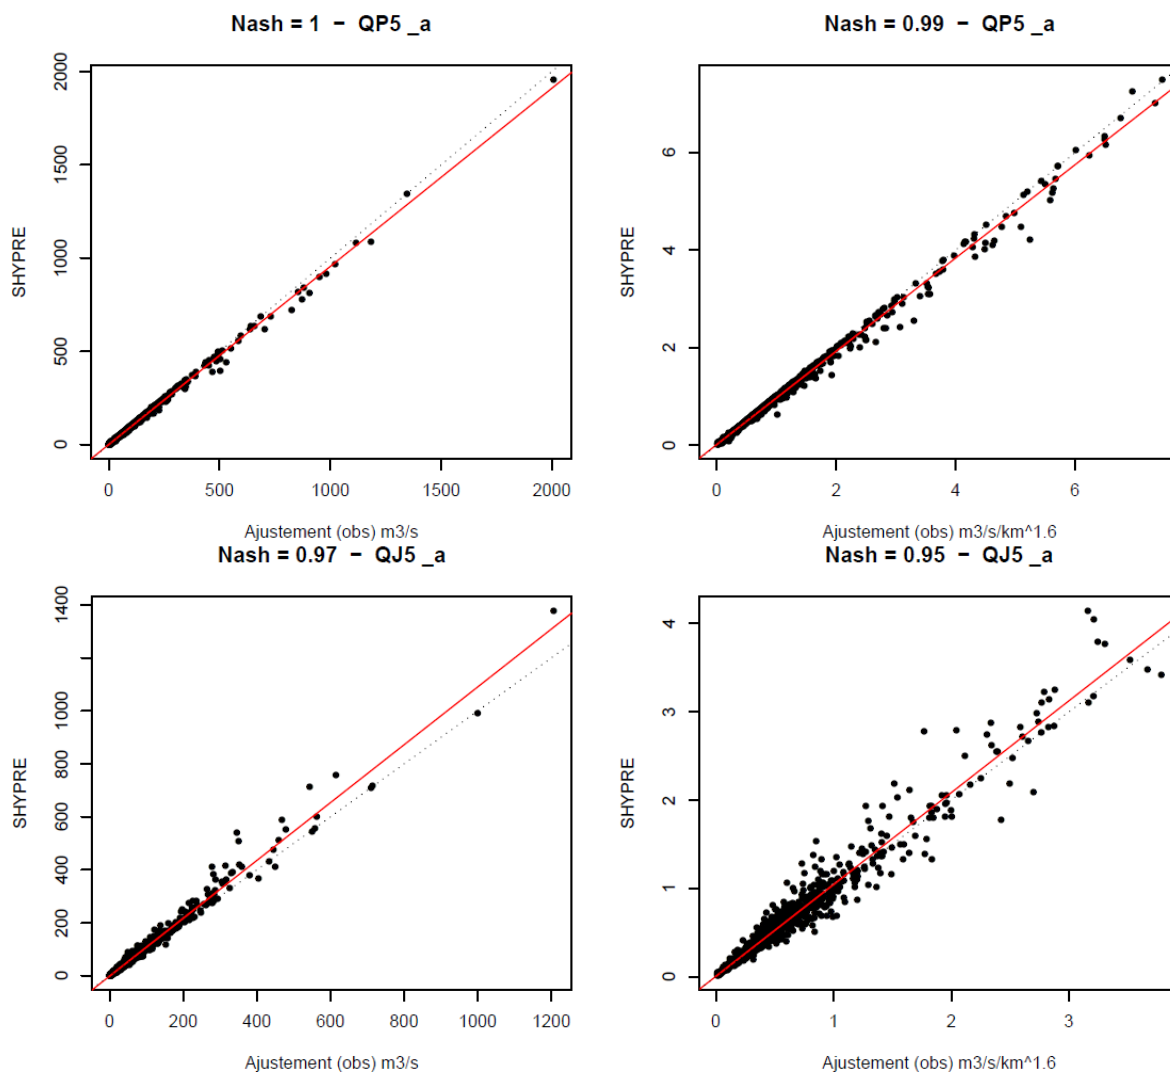 Nash = 1 − QP5 _a
SHYPRE
2000
1500
1000
500
0
0 500 1000 1500 2000
Ajustement (obs) m3/s
Nash = 0.99 − QP5 _a
SHYPRE
6
4
2
0
0 2 4 6
Ajustement (obs) m3/s/km^1.6
Nash = 0.97 − QJ5 _a
SHYPRE
1400
1000
800
600
400
200
0
0 200 400 600 800 1000 1200
Ajustement (obs) m3/s
Nash = 0.95 − QJ5 _a
SHYPRE
4
3
2
1
0
0 1 2 3
Ajustement (obs) m3/s/km^1.6